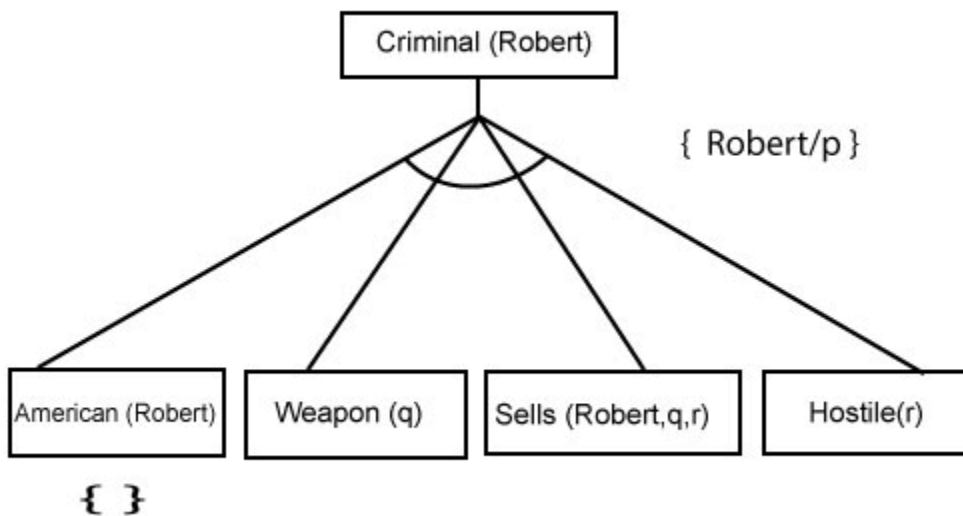 Criminal (Robert)
{ Robert/p }
American (Robert)
Weapon (q)
Sells (Robert,q,r)
Hostile(r)
{ }